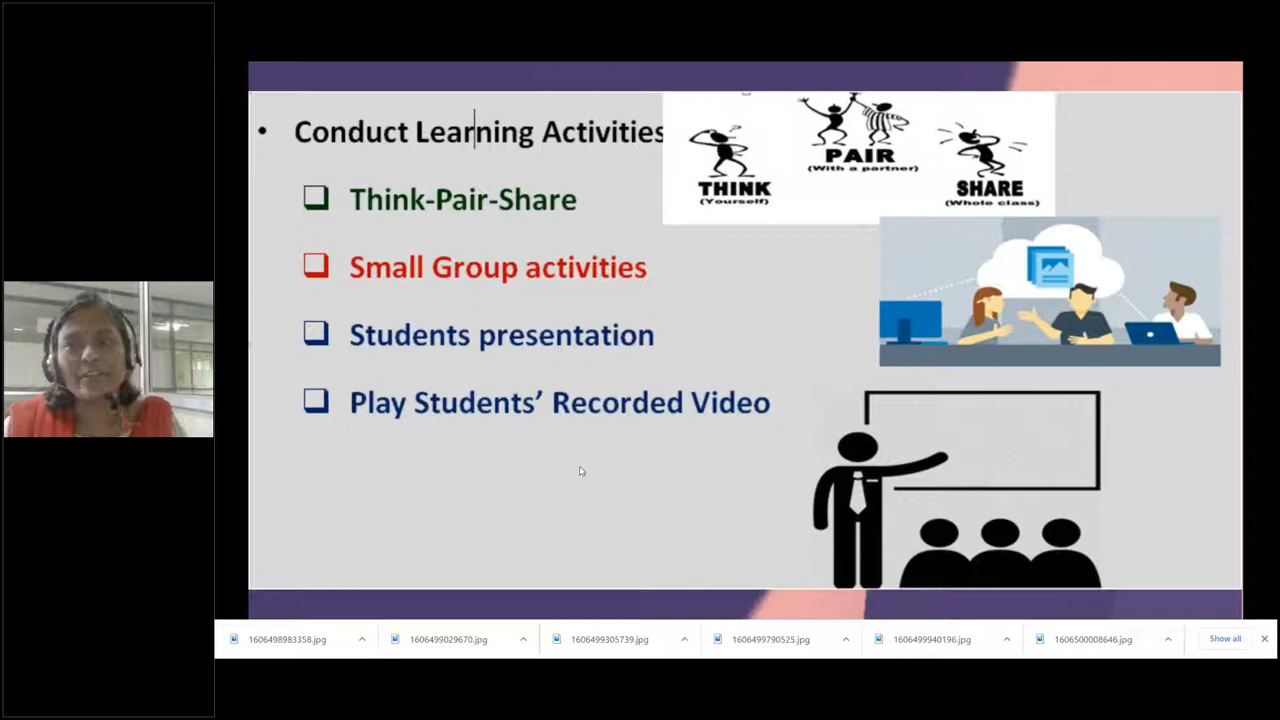 • Conduct Learning Activities
❑ Think-Pair-Share
❑ Small Group activities
❑ Students presentation
❑ Play Students’ Recorded Video
THINK
(Yourself)
PAIR
(With a partner)
SHARE
(Whole class)
1606498983358.jpg 1606499029670.jpg 1606499305739.jpg 1606499790525.jpg 1606499940196.jpg 1606500008646.jpg Show all